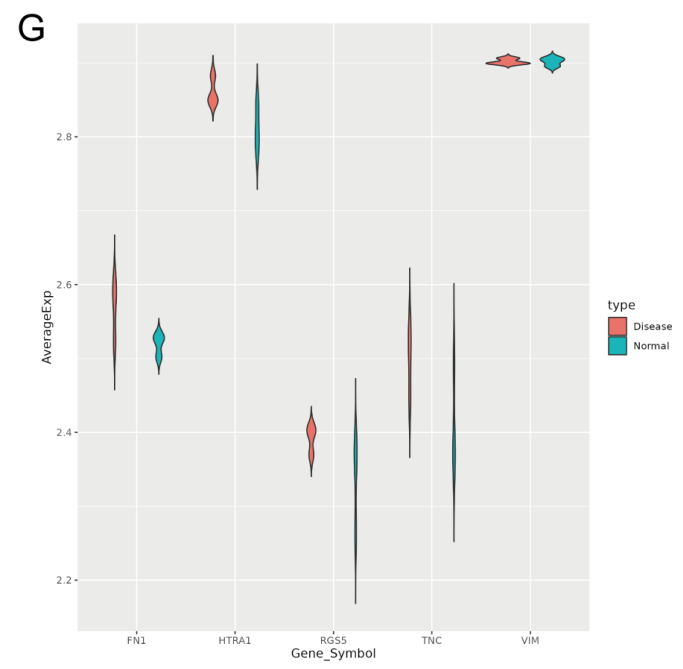 G
AverageExp
2.8
2.6
2.4
2.2
FN1 HTRA1 RGS5 TNC VIM
Gene_Symbol
type
Disease
Normal